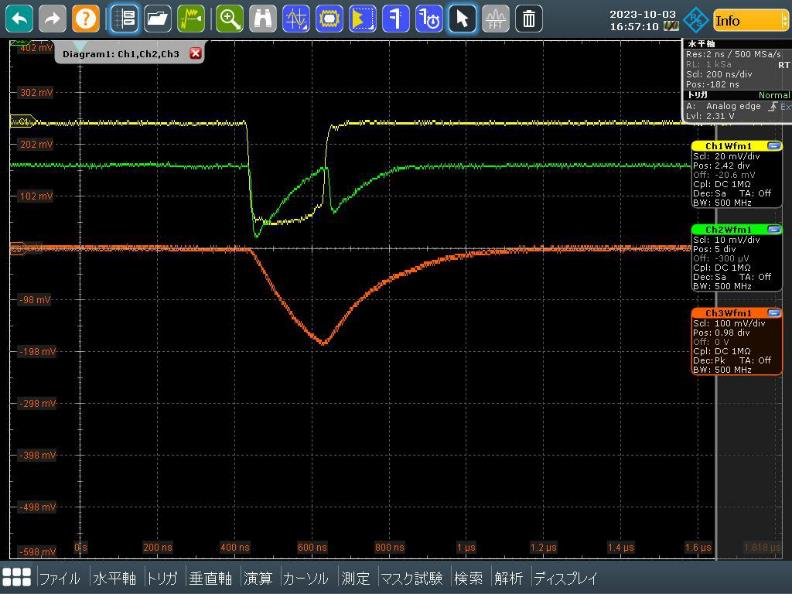 2023-10-03
16:57:10
Info
Diagram1: Ch1,Ch2,Ch3
水平軸
Res:2 ns / 500 MSa/s
RL: 1 kSa RT
Scl: 200 ns/div
Pos:-182 ns
トリガ Normal
A: Analog edge Ex
Lvl: 2.31 V
402 mV
302 mV
C1
202 mV
102 mV
-98 mV
-198 mV
-298 mV
-398 mV
-498 mV
-598 mV
0 s 200 ns 400 ns 600 ns 800 ns 1 µs 1.2 µs 1.4 µs 1.6 µs 1.818 µs
Ch1Wfm1
Scl: 20 mV/div
Pos: 2.42 div
Off: -20.6 mV
Cpl: DC 1MΩ
Dec: Sa TA: Off
BW: 500 MHz
Ch2Wfm1
Scl: 10 mV/div
Pos: 5 div
Off: -300 µV
Cpl: DC 1MΩ
Dec: Sa TA: Off
BW: 500 MHz
Ch3Wfm1
Scl: 100 mV/div
Pos: 0.98 div
Off: 0 V
Cpl: DC 1MΩ
Dec: Pk TA: Off
BW: 500 MHz
ファイル 水平軸 トリガ 垂直軸 演算 カーソル 測定 マスク試験 検索 解析 ディスプレイ